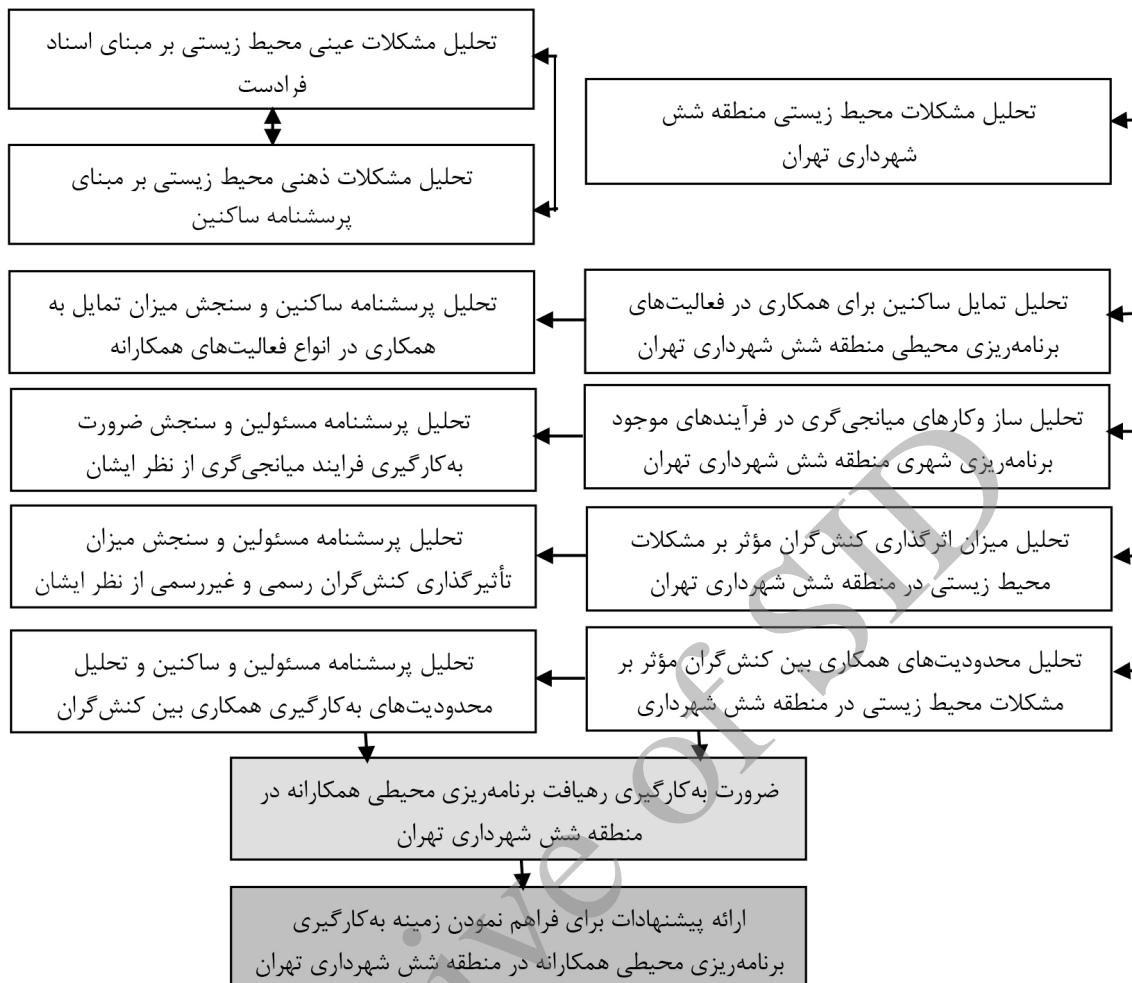 تحلیل مشکلات محیط زیستی منطقه شش
شهرداری تهران
تحلیل مشکلات عینی محیط زیستی بر مبنای اسناد
فرادست
تحلیل مشکلات ذهنی محیط زیستی بر مبنای
پرسشنامه ساکنین
تحلیل تمایل ساکنین برای همکاری در فعالیت‌های
برنامه‌ریزی محیطی منطقه شش شهرداری تهران
تحلیل پرسشنامه ساکنین و سنجش میزان تمایل به
همکاری در انواع فعالیت‌های همکارانه
تحلیل ساز وکارهای میانجی‌گری در فرآیندهای موجود
برنامه‌ریزی شهری منطقه شش شهرداری تهران
تحلیل پرسشنامه مسئولین و سنجش ضرورت
به‌کارگیری فرایند میانجی‌گری از نظر ایشان
تحلیل میزان اثرگذاری کنش‌گران مؤثر بر مشکلات
محیط زیستی در منطقه شش شهرداری تهران
تحلیل پرسشنامه مسئولین و سنجش میزان
تأثیرگذاری کنش‌گران رسمی و غیررسمی از نظر ایشان
تحلیل محدودیت‌های همکاری بین کنش‌گران مؤثر بر
مشکلات محیط زیستی در منطقه شش شهرداری
تحلیل پرسشنامه مسئولین و ساکنین و تحلیل
محدودیت‌های به‌کارگیری همکاری بین کنش‌گران
ضرورت به‌کارگیری رهیافت برنامه‌ریزی محیطی همکارانه در
منطقه شش شهرداری تهران
ارائه پیشنهادات برای فراهم نمودن زمینه به‌کارگیری
برنامه‌ریزی محیطی همکارانه در منطقه شش شهرداری تهران
ive of SID